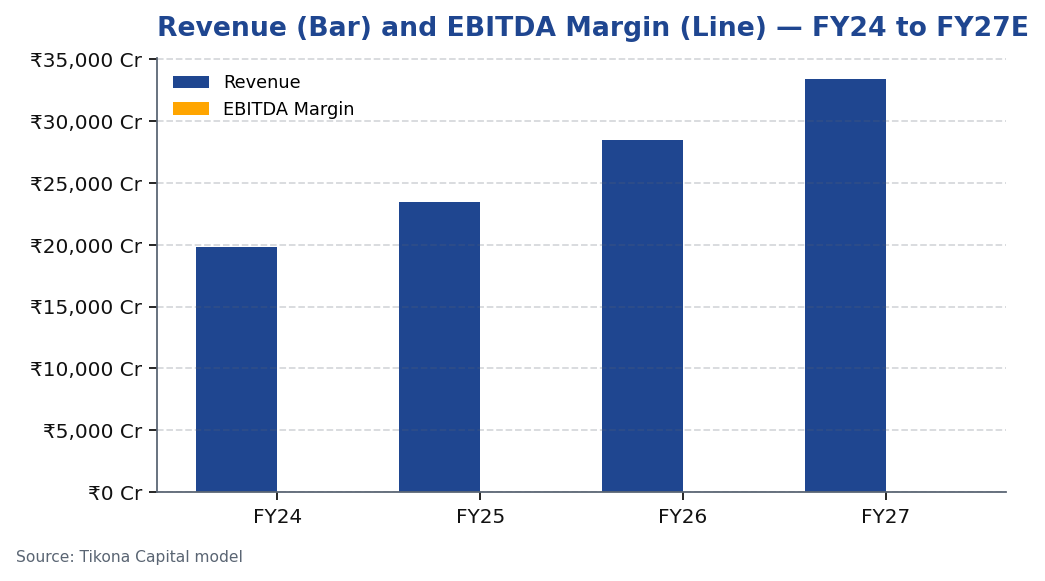 Revenue (Bar) and EBITDA Margin (Line) — FY24 to FY27E
₹35,000 Cr
₹30,000 Cr
₹25,000 Cr
₹20,000 Cr
₹15,000 Cr
₹10,000 Cr
₹5,000 Cr
₹0 Cr
Revenue
EBITDA Margin
FY24 FY25 FY26 FY27
Source: Tikona Capital model